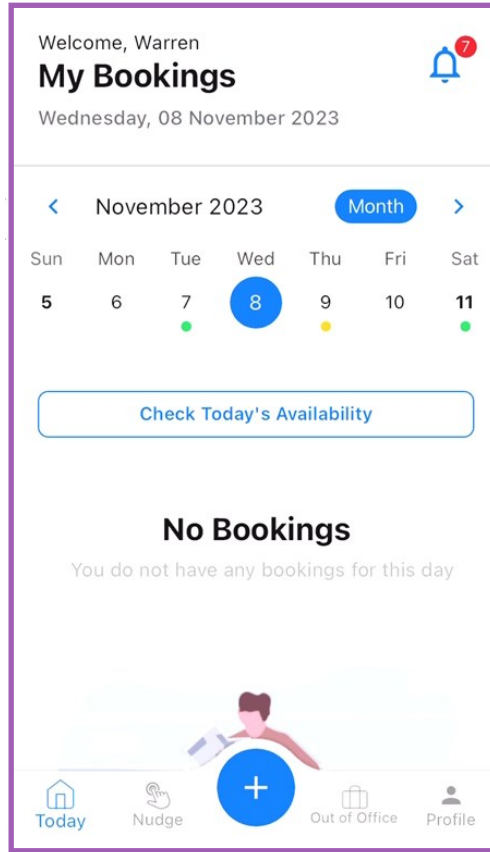 Welcome, Warren
7
My Bookings
Wednesday, 08 November 2023
November 2023 Month
Sun Mon Tue Wed Thu Fri Sat
5 6 7 8 9 10 11
Check Today's Availability
No Bookings
You do not have any bookings for this day
Today Nudge Out of Office Profile